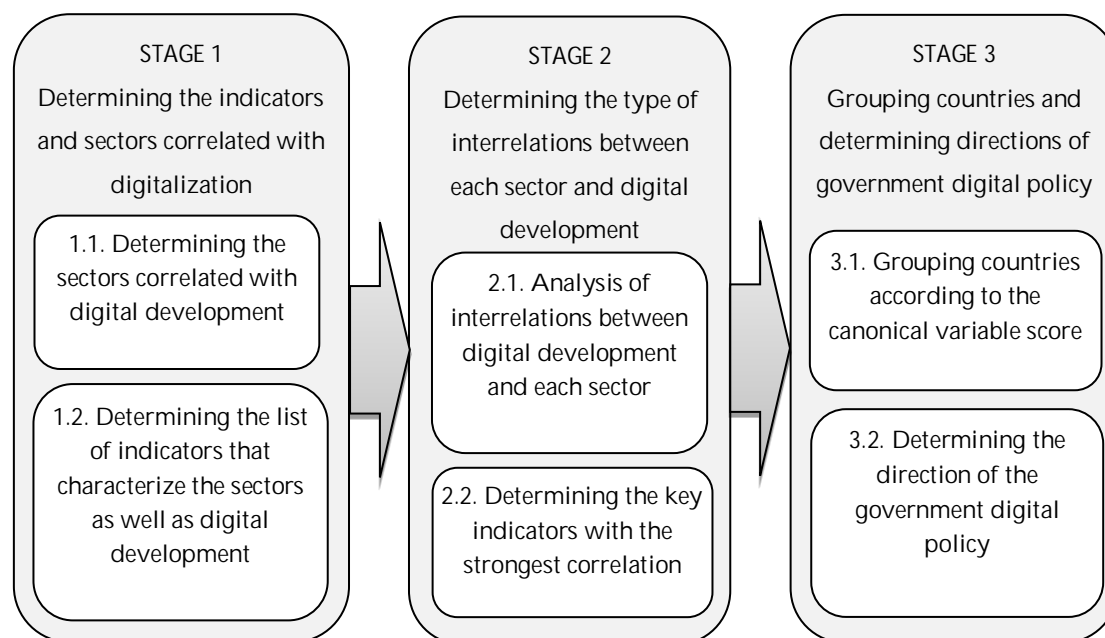 STAGE 1
Determining the indicators
and sectors correlated with
digitalization
1.1. Determining the
sectors correlated with
digital development
1.2. Determining the list
of indicators that
characterize the sectors
as well as digital
development
STAGE 2
Determining the type of
interrelations between
each sector and digital
development
2.1. Analysis of
interrelations between
digital development
and each sector
2.2. Determining the key
indicators with the
strongest correlation
STAGE 3
Grouping countries and
determining directions of
government digital policy
3.1. Grouping countries
according to the
canonical variable score
3.2. Determining the
direction of the
government digital
policy